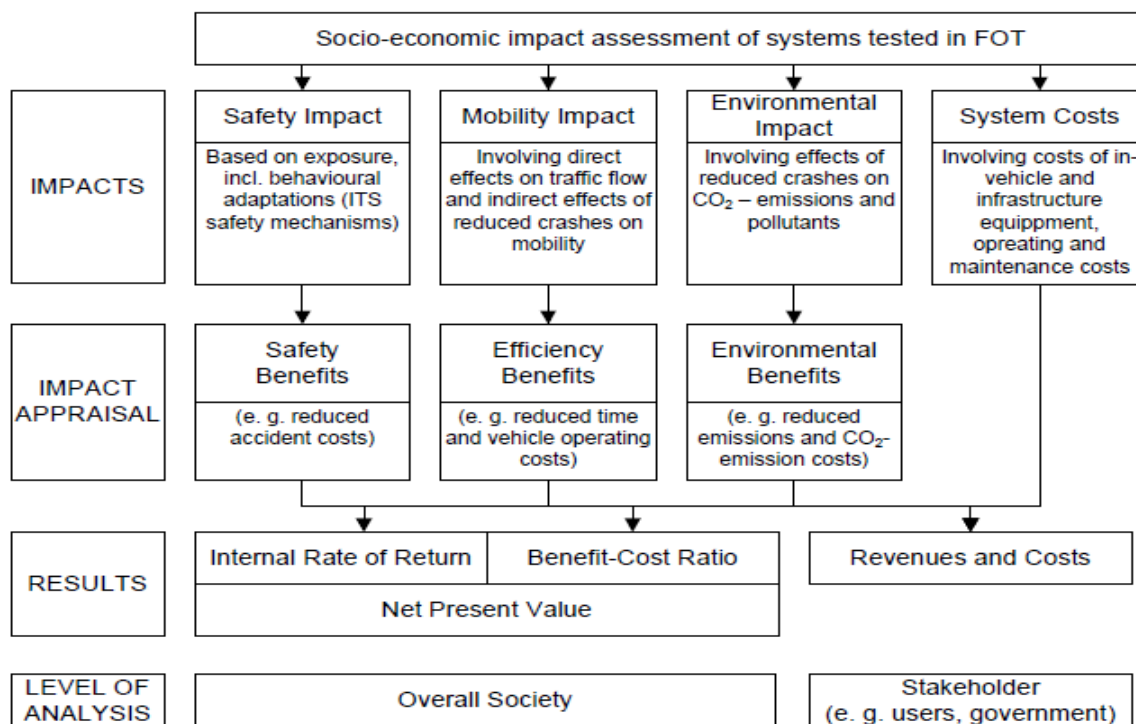 Socio-economic impact assessment of systems tested in FOT
IMPACTS
Safety Impact
Based on exposure,
incl. behavioural
adaptations (ITS
safety mechanisms)
Mobility Impact
Involving direct
effects on traffic flow
and indirect effects of
reduced crashes on
mobility
Environmental
Impact
Involving effects of
reduced crashes on
CO₂ – emissions and
pollutants
System Costs
Involving costs of in-
vehicle and
infrastructure
equippment,
opreating and
maintenance costs
IMPACT
APPRAISAL
Safety
Benefits
(e. g. reduced
accident costs)
Efficiency
Benefits
(e. g. reduced time
and vehicle operating
costs)
Environmental
Benefits
(e. g. reduced
emissions and CO₂-
emission costs)
RESULTS
Internal Rate of Return
Benefit-Cost Ratio
Net Present Value
Revenues and Costs
LEVEL OF
ANALYSIS
Overall Society
Stakeholder
(e. g. users, government)